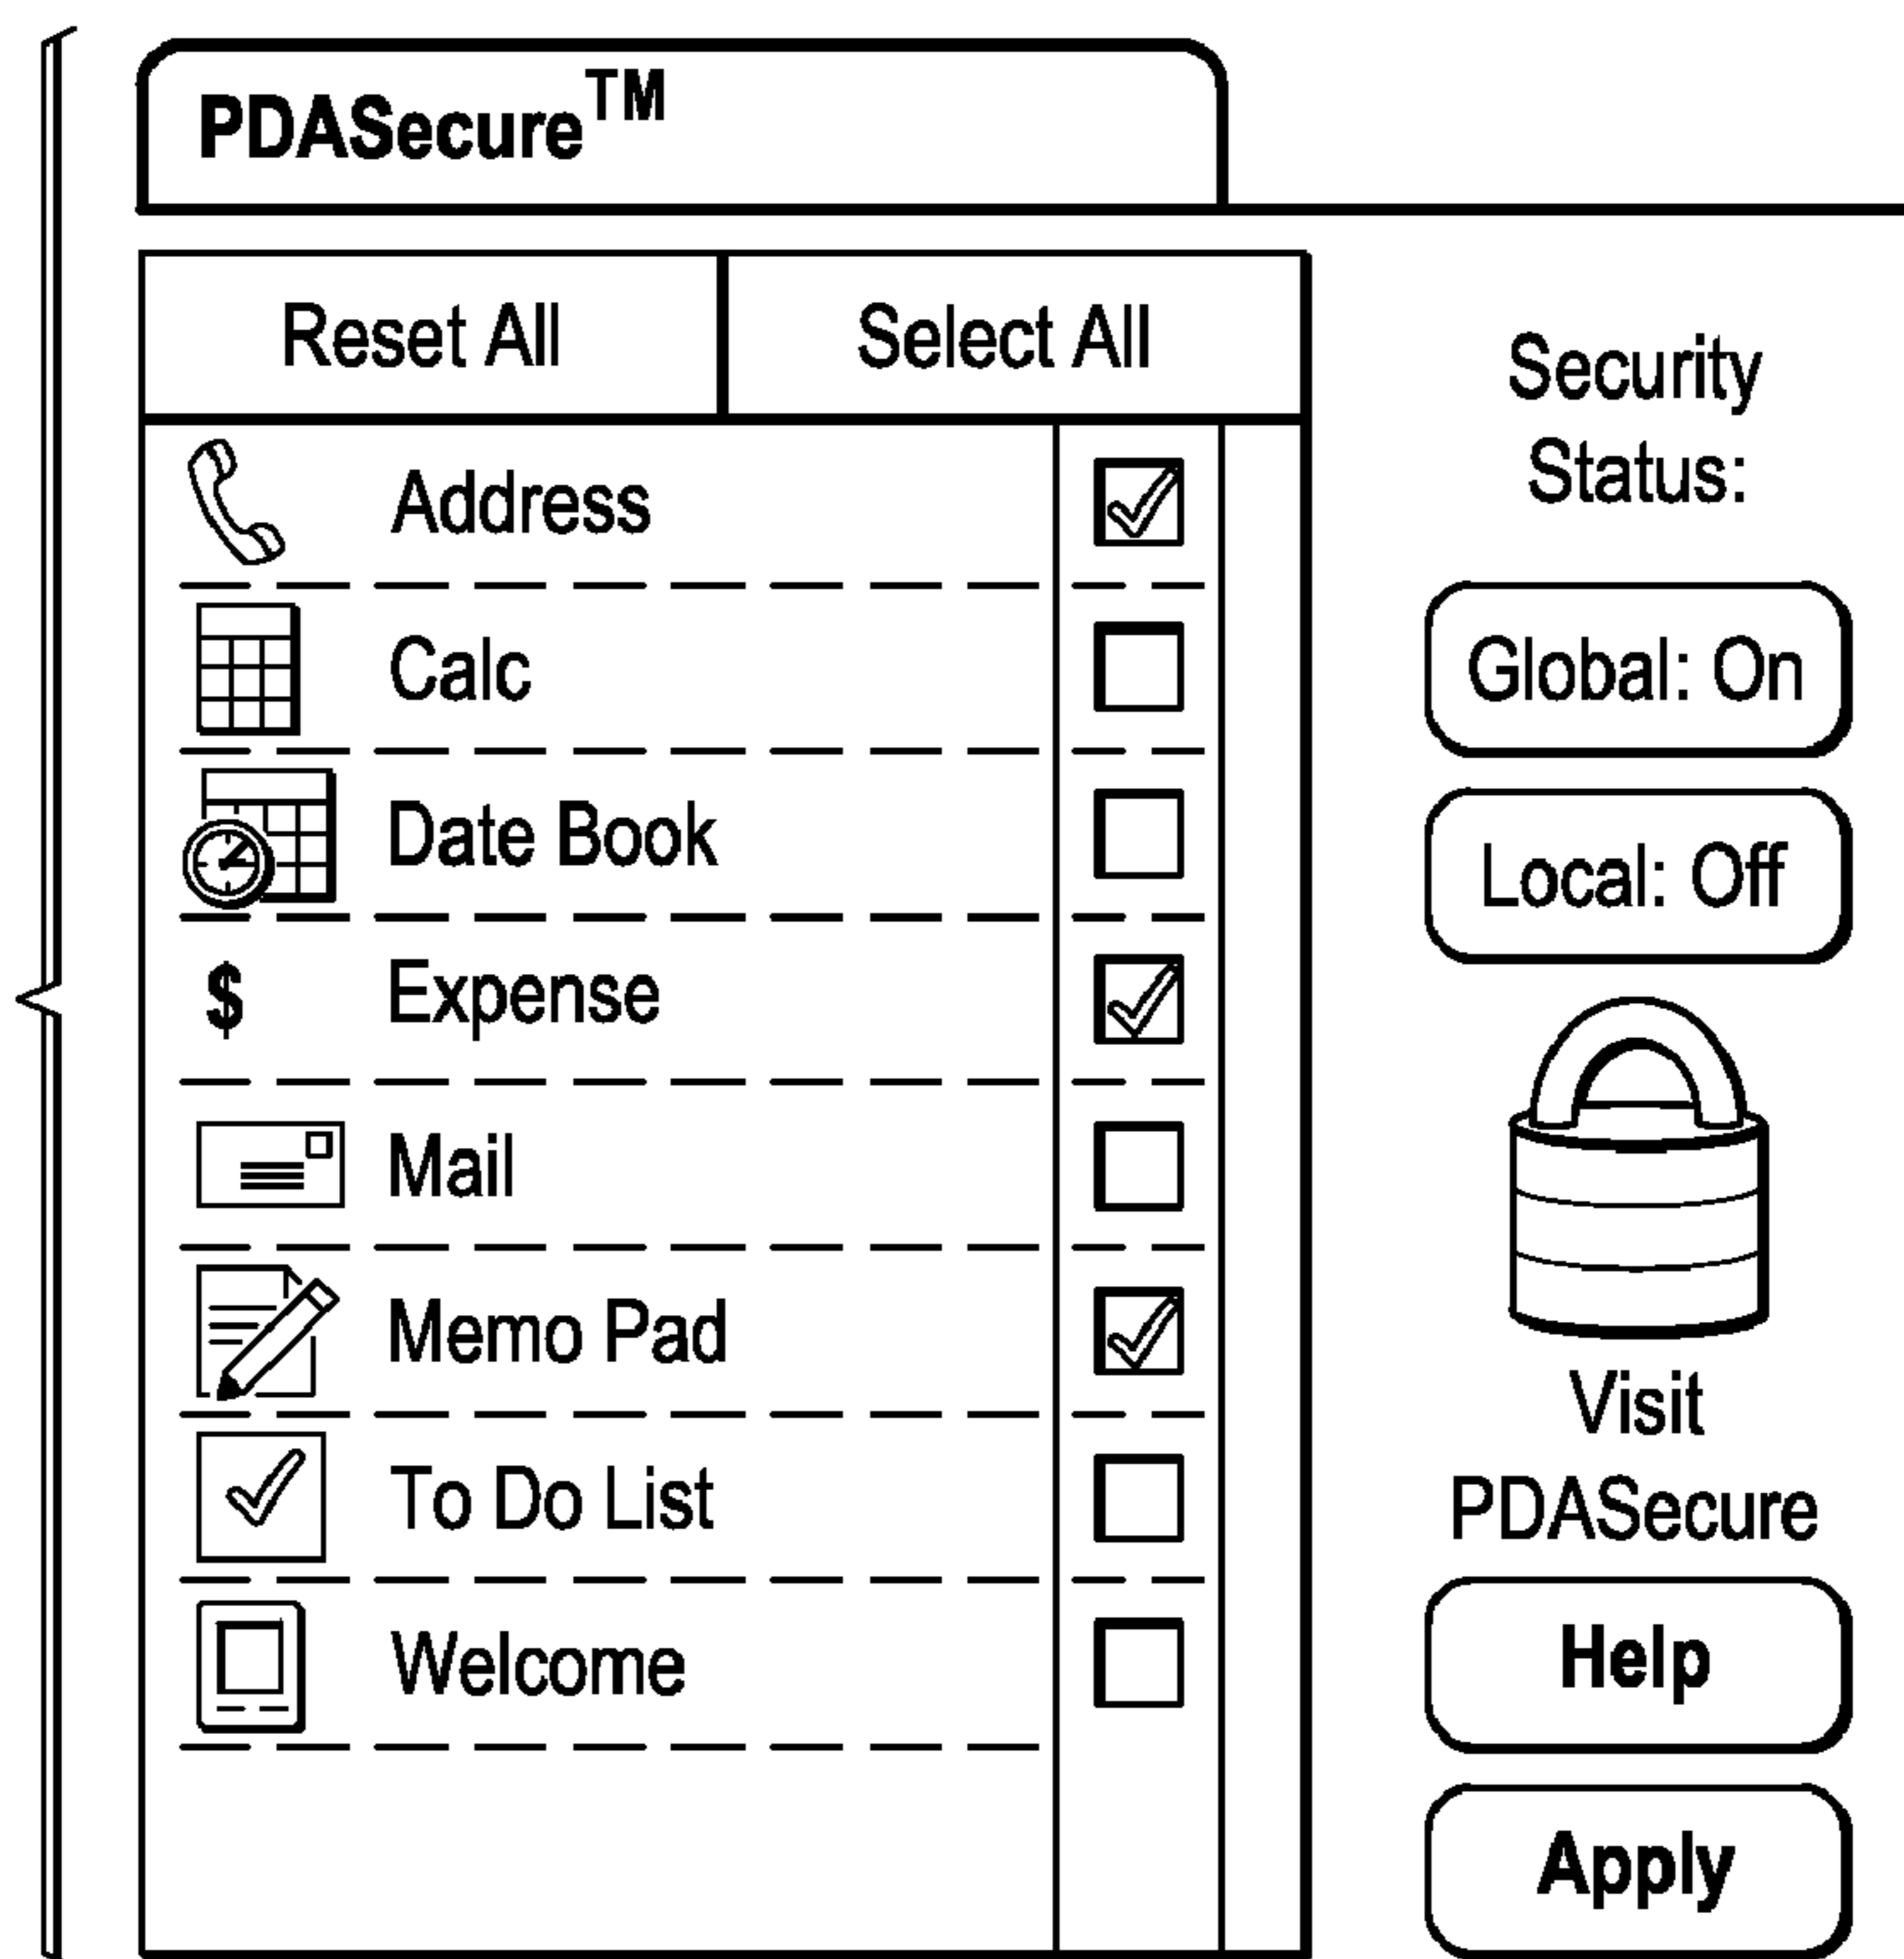 PDASecure™
Reset All
Select All
Address
Calc
Date Book
$ Expense
Mail
Memo Pad
To Do List
Welcome
Security
Status:
Global: On
Local: Off
Visit
PDASecure
Help
Apply